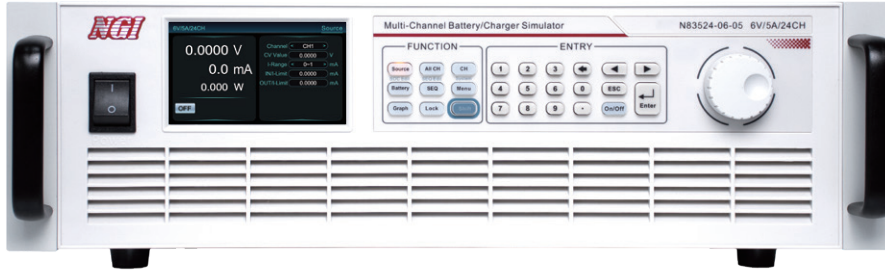 NGI
Multi-Channel Battery/Charger Simulator
N83524-06-05 6V/5A/24CH
6V/5A/24CH Source
0.0000 V
0.0 mA
0.000 W
OFF
Channel CH1
CV Value 0.0000 V
I-Range 0~1 mA
IN/I-Limit 0.0000 mA
OUT/I-Limit 0.0000 mA
FUNCTION
Source All CH CH
Battery SEQ Menu
Graph Lock
ENTRY
1 2 3
4 5 6 0 ESC
7 8 9 . On/Off Enter
I
O